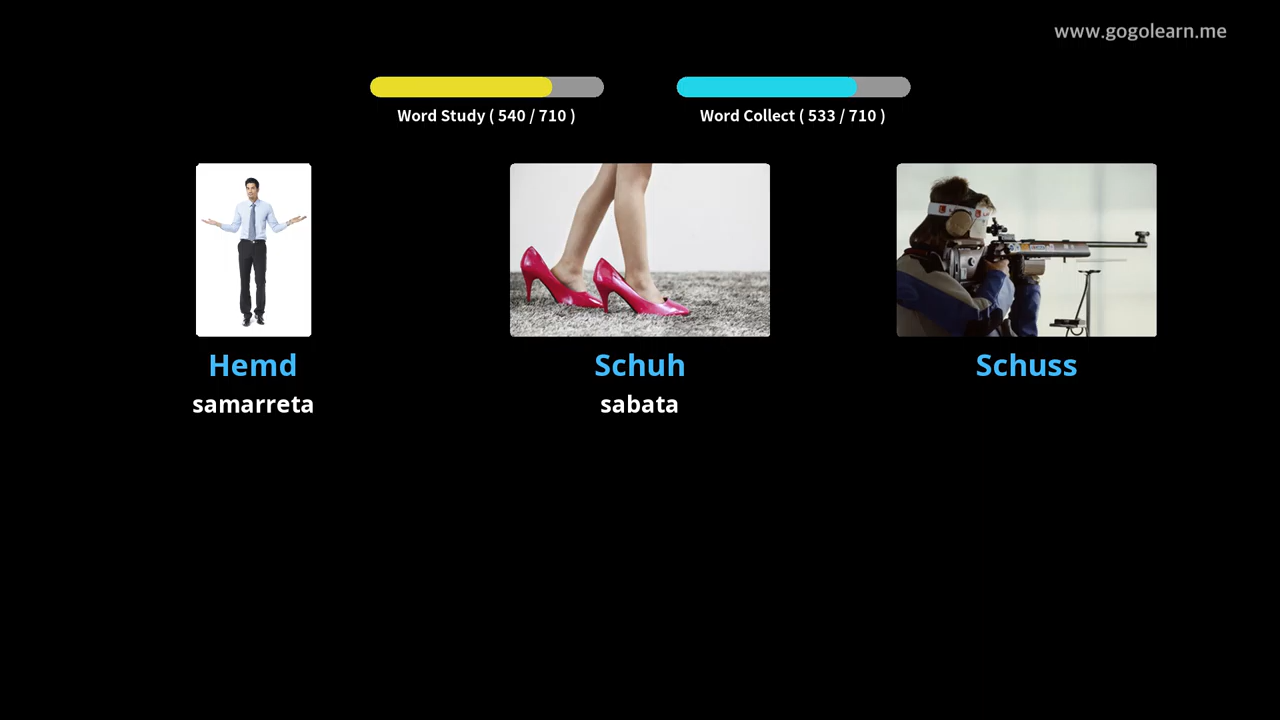 www.gogolearn.me
Word Study ( 540 / 710 )
Word Collect ( 533 / 710 )
Hemd
samarreta
Schuh
sabata
Schuss